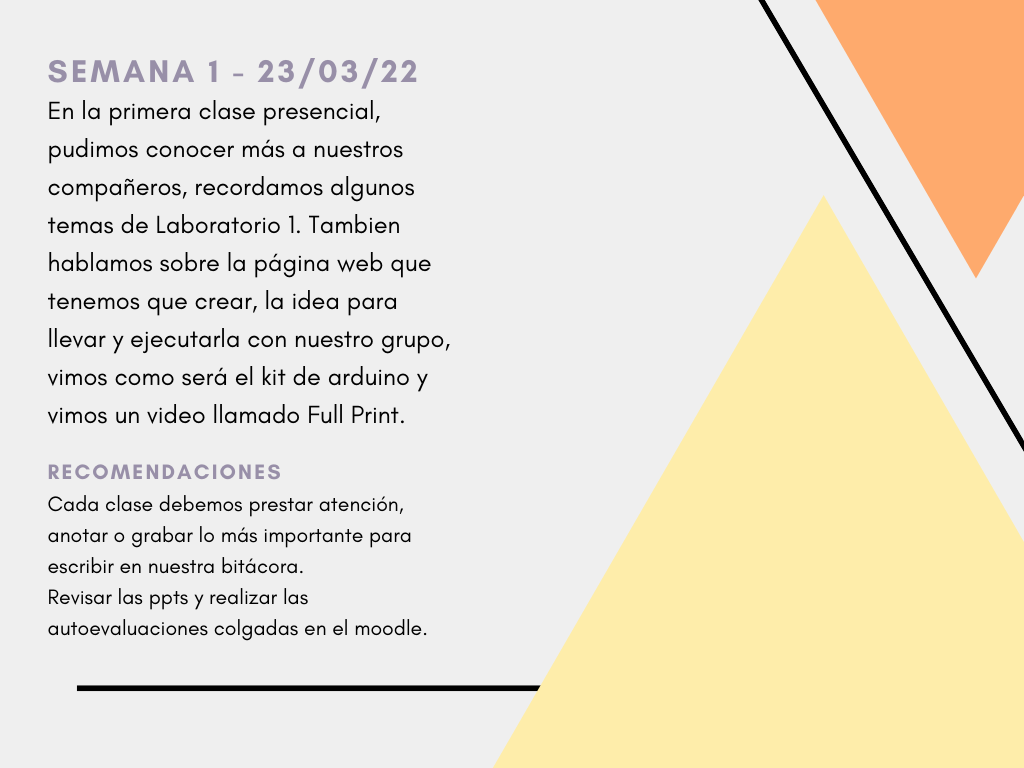 SEMANA 1 - 23/03/22
En la primera clase presencial,
pudimos conocer más a nuestros
compañeros, recordamos algunos
temas de Laboratorio 1. Tambien
hablamos sobre la página web que
tenemos que crear, la idea para
llevar y ejecutarla con nuestro grupo,
vimos como será el kit de arduino y
vimos un video llamado Full Print.
RECOMENDACIONES
Cada clase debemos prestar atención,
anotar o grabar lo más importante para
escribir en nuestra bitácora.
Revisar las ppts y realizar las
autoevaluaciones colgadas en el moodle.